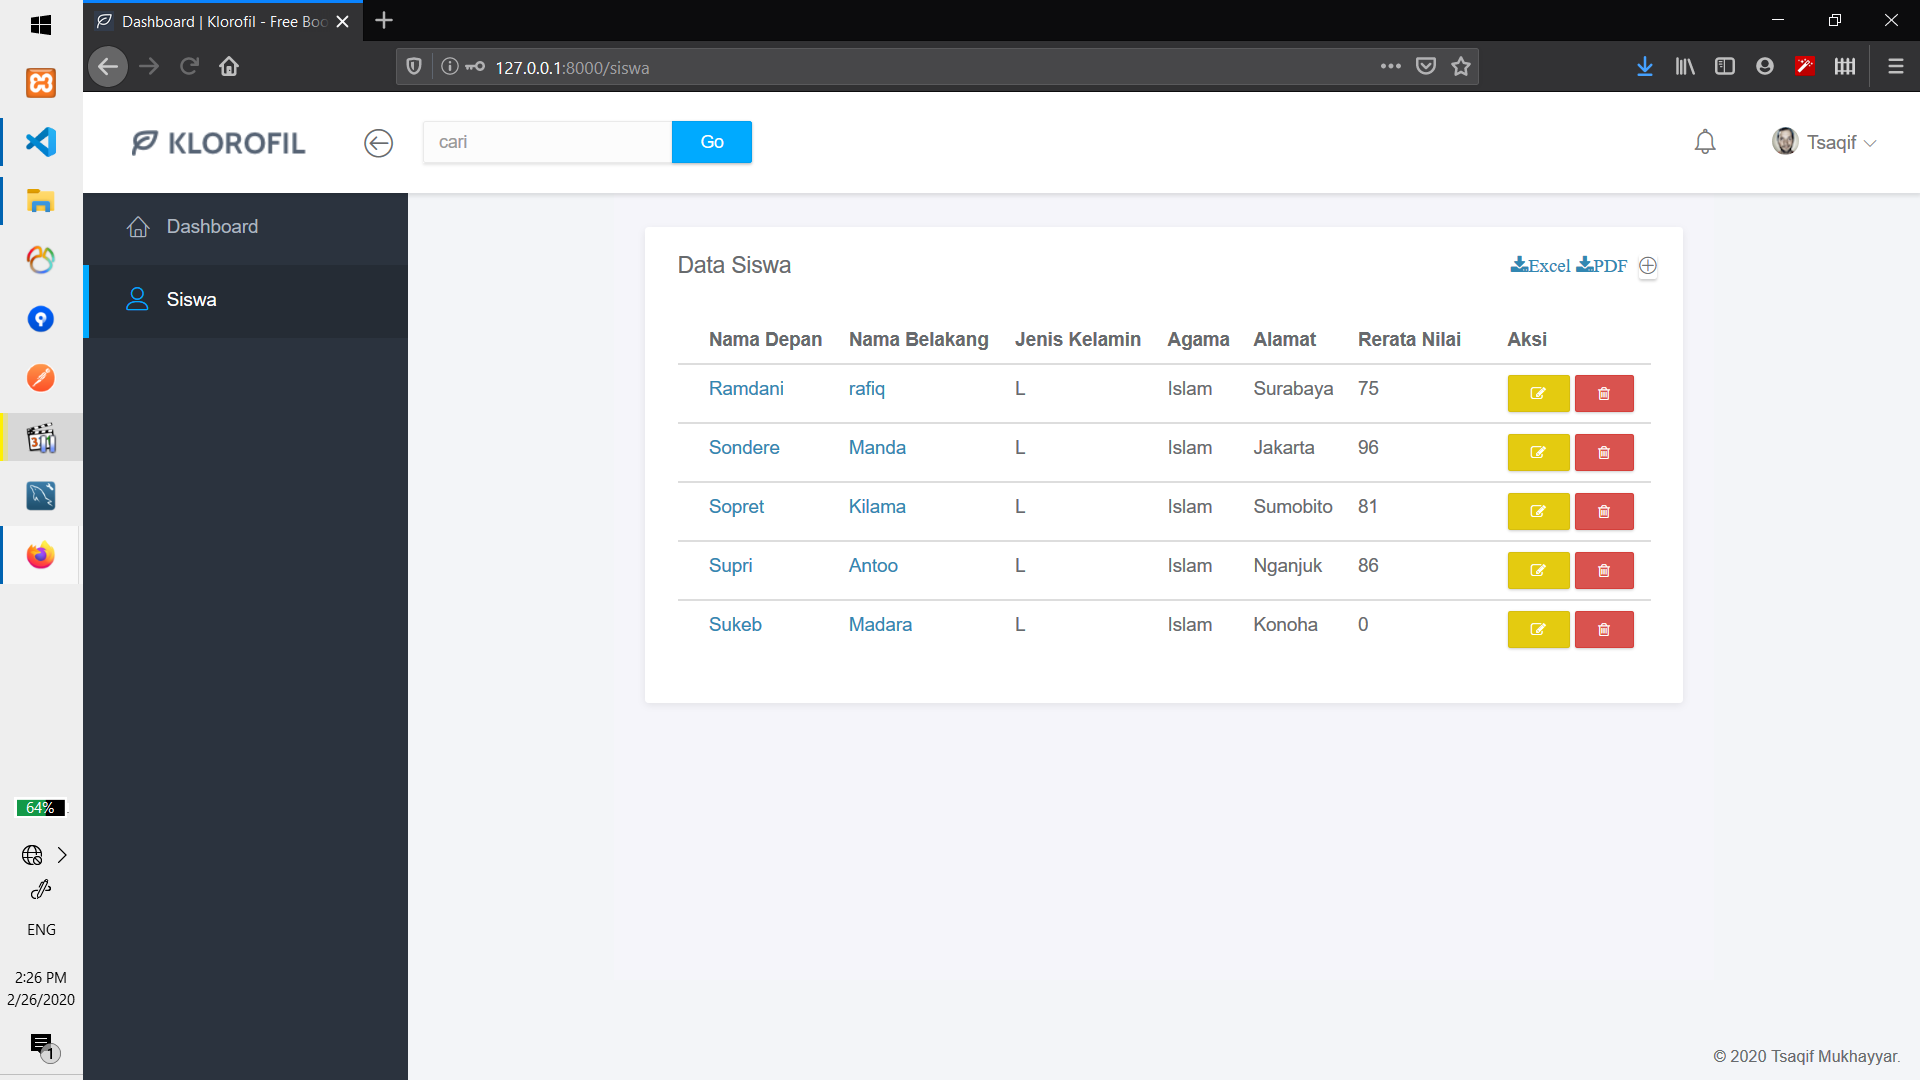 Dashboard | Klorofil - Free Boo
127.0.0.1:8000/siswa
KLOROFIL
cari
Go
Tsaqif
Dashboard
Siswa
Data Siswa
Excel PDF
Nama Depan Nama Belakang Jenis Kelamin Agama Alamat Rerata Nilai Aksi
Ramdani rafiq L Islam Surabaya 75
Sondere Manda L Islam Jakarta 96
Sopret Kilama L Islam Sumobito 81
Supri Antoo L Islam Nganjuk 86
Sukeb Madara L Islam Konoha 0
64%
ENG
2:26 PM
2/26/2020
1
© 2020 Tsaqif Mukhayyar.